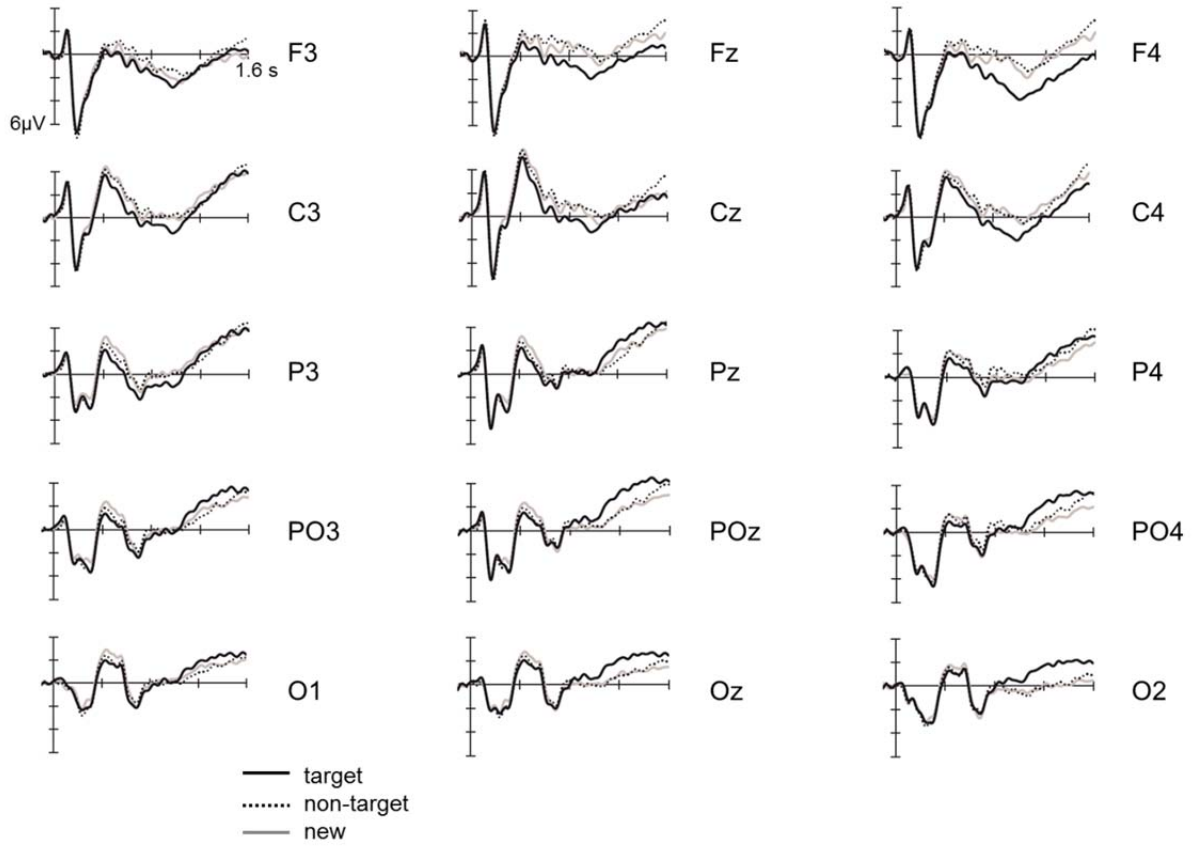 F3
Fz
F4
1.6 s
6µV
C3
Cz
C4
P3
Pz
P4
PO3
POz
PO4
O1
Oz
O2
target
non-target
new